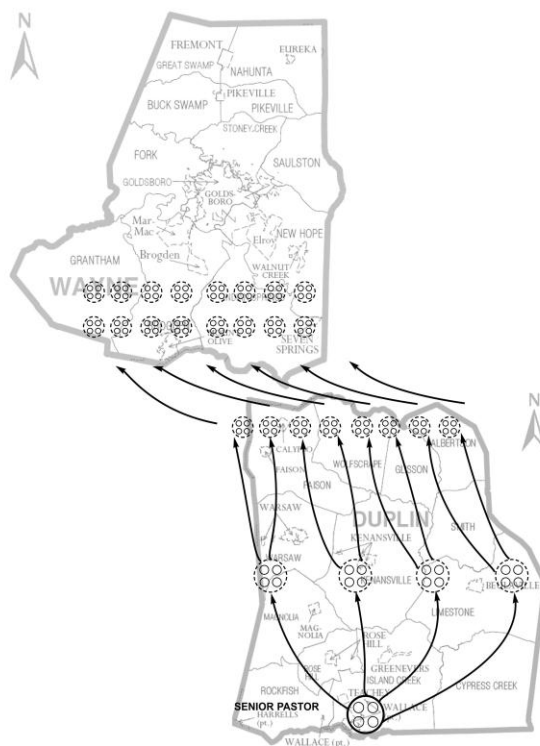 N
FREMONT
EUREKA
GREAT SWAMP
NAHUNTA
PIKEVILLE
BUCK SWAMP
PIKEVILLE
STONEY CREEK
FORK
SAULSTON
GOLDSBORO
GOLDS-
BORO
Mar-
Mac
NEW HOPE
Elroy
Brogden
GRANTHAM
WALNUT
CREEK
WAYNE
OLIVE
SEVEN
SPRINGS
N
ALBERTSON
CALYPSO
WOLFSCRAPE
GLISSON
FAISON
FAISON
WARSAW
DUPLIN
SMITH
KENANSVILLE
WARSAW
KENANSVILLE
BEULAVILLE
LIMESTONE
MAGNOLIA
MAG-
NOLIA
ROSE
HILL
ROSE
HILL
GREENEVERS
ISLAND CREEK
ROCKFISH
TEACHEY
CYPRESS CREEK
SENIOR PASTOR
WALLACE
HARRELLS (pt.)
WALLACE (pt.)